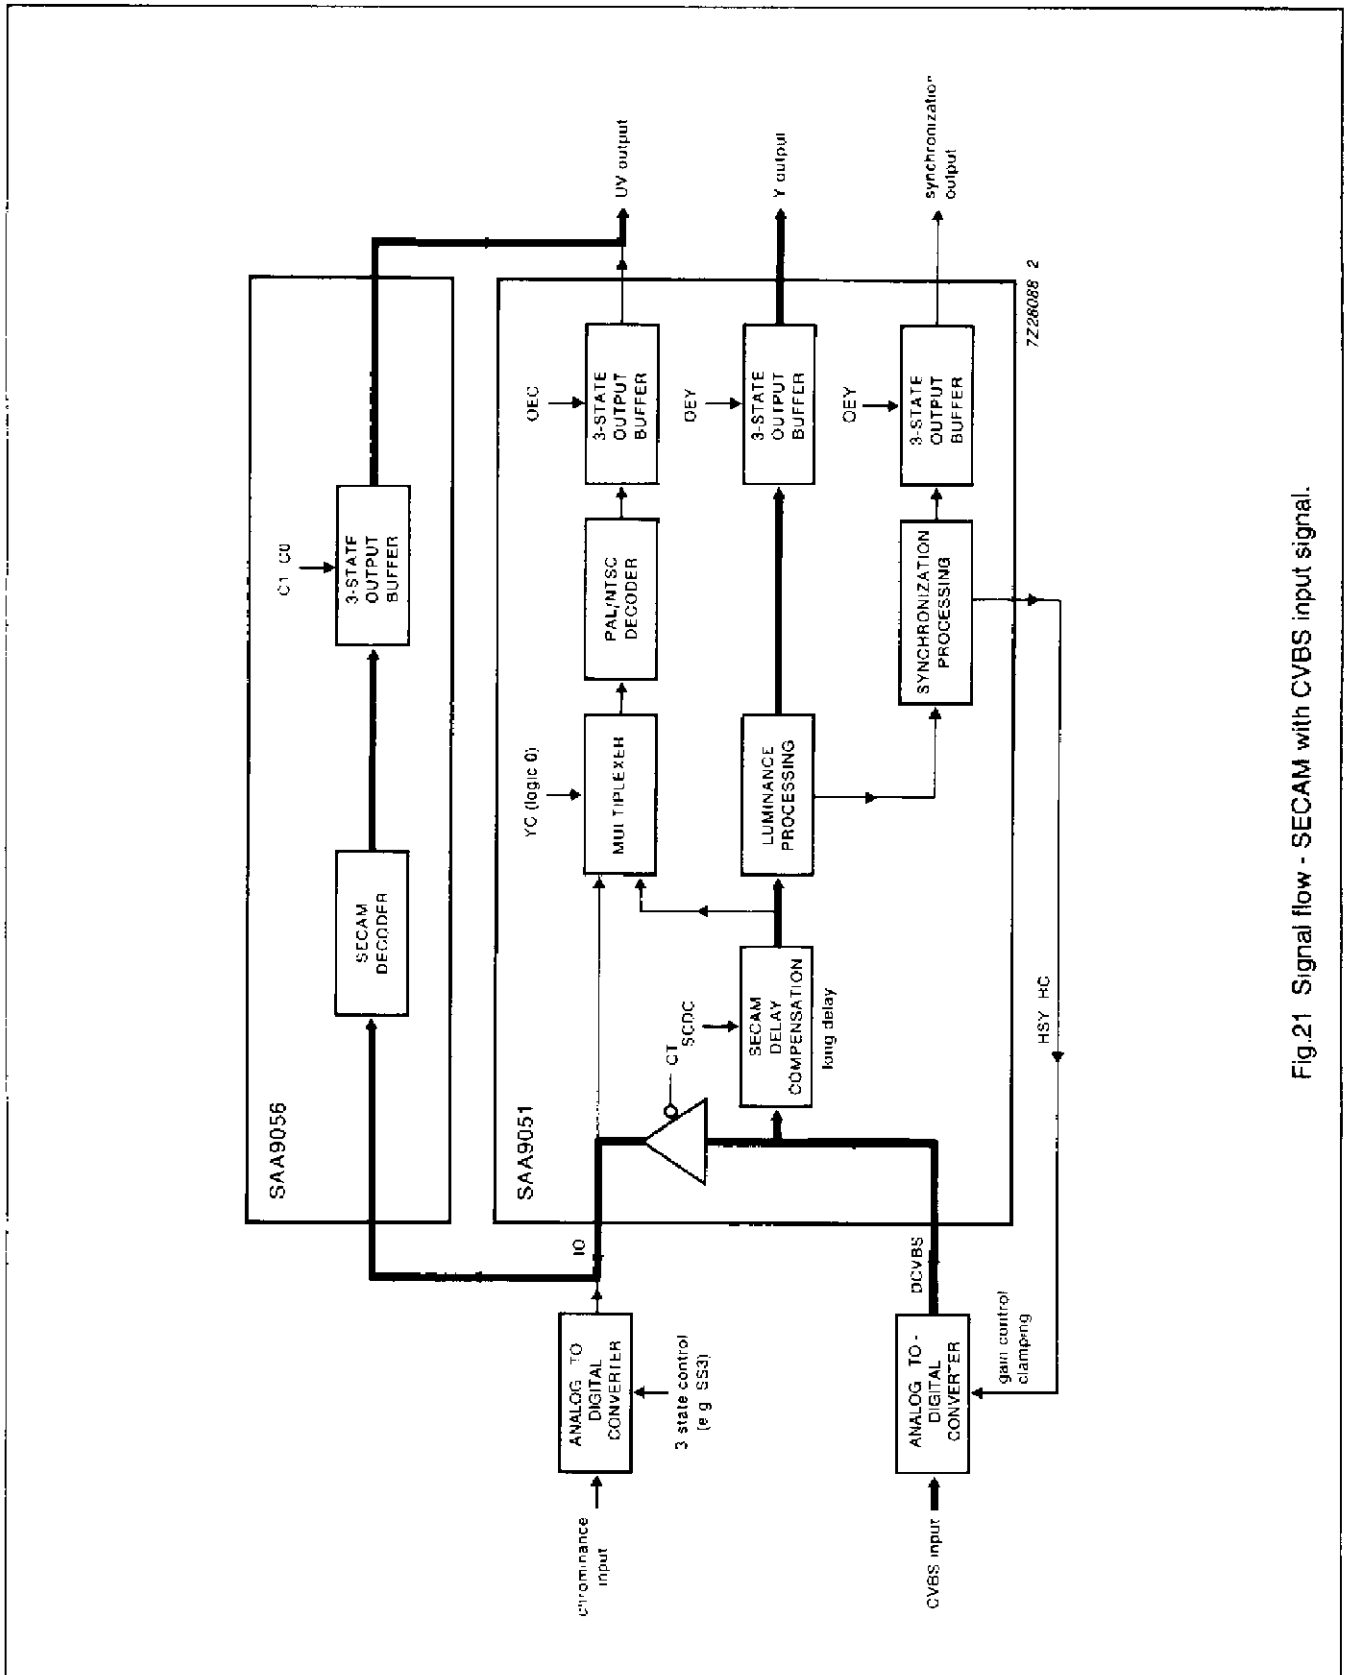 SAA9056
SECAM
DECODER
C1 C0
3-STATE
OUTPUT
BUFFER
UV output
SAA9051
chrominance
input
ANALOG TO
DIGITAL
CONVERTER
3 state control
(e g SS3)
IO
YC (logic 0)
MULTIPLEXER
PAL/NTSC
DECODER
OEC
3-STATE
OUTPUT
BUFFER
CT
SCDC
SECAM
DELAY
COMPENSATION
long delay
LUMINANCE
PROCESSING
OEY
3-STATE
OUTPUT
BUFFER
Y output
CVBS input
ANALOG TO-
DIGITAL
CONVERTER
DCVBS
gain control
clamping
SYNCHRONIZATION
PROCESSING
OEY
3-STATE
OUTPUT
BUFFER
synchronization
output
HSY HC
7Z28088 2
Fig.21 Signal flow - SECAM with CVBS input signal.